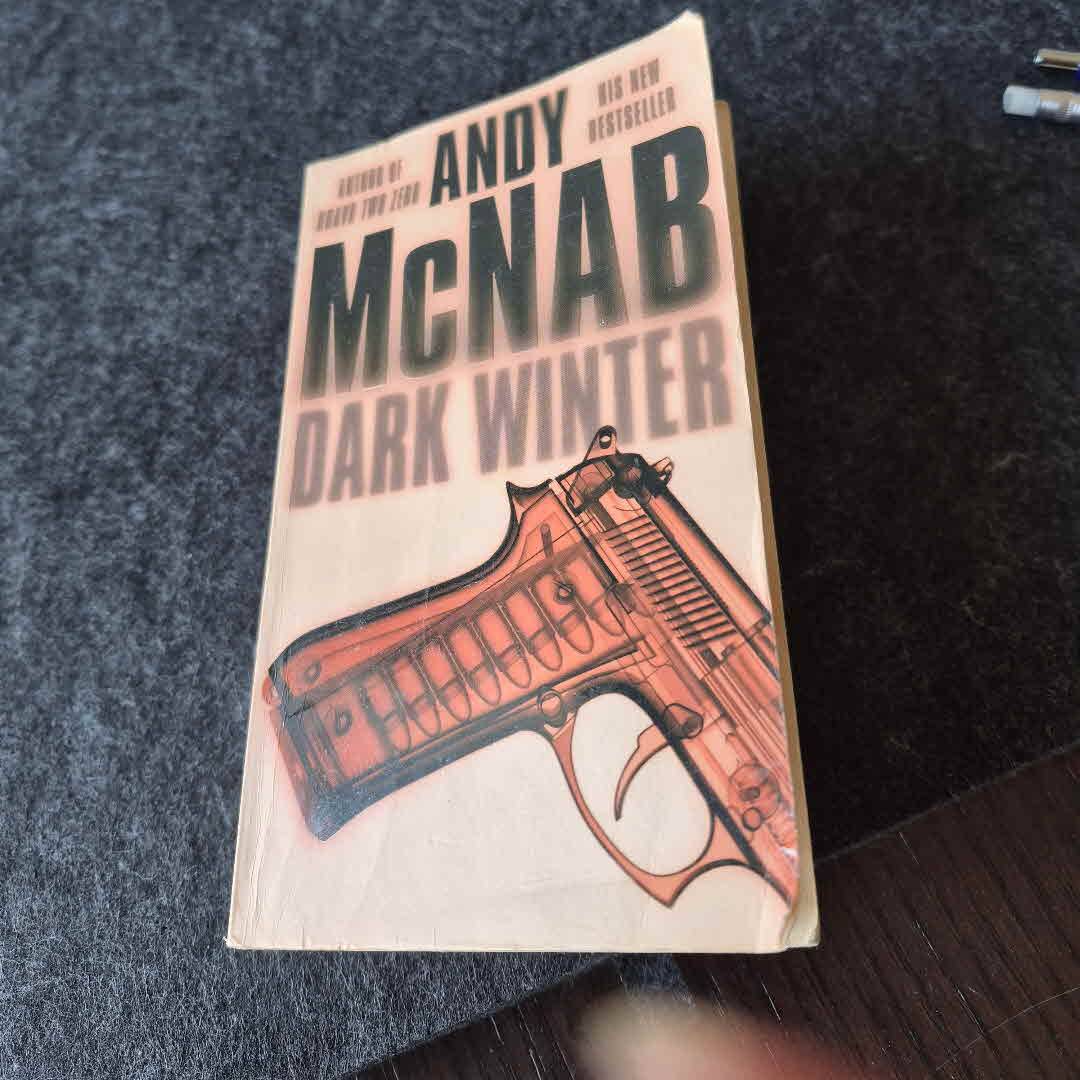 AUTHOR OF
BRAVO TWO ZERO
ANDY
HIS NEW
BESTSELLER
McNAB
DARK WINTER